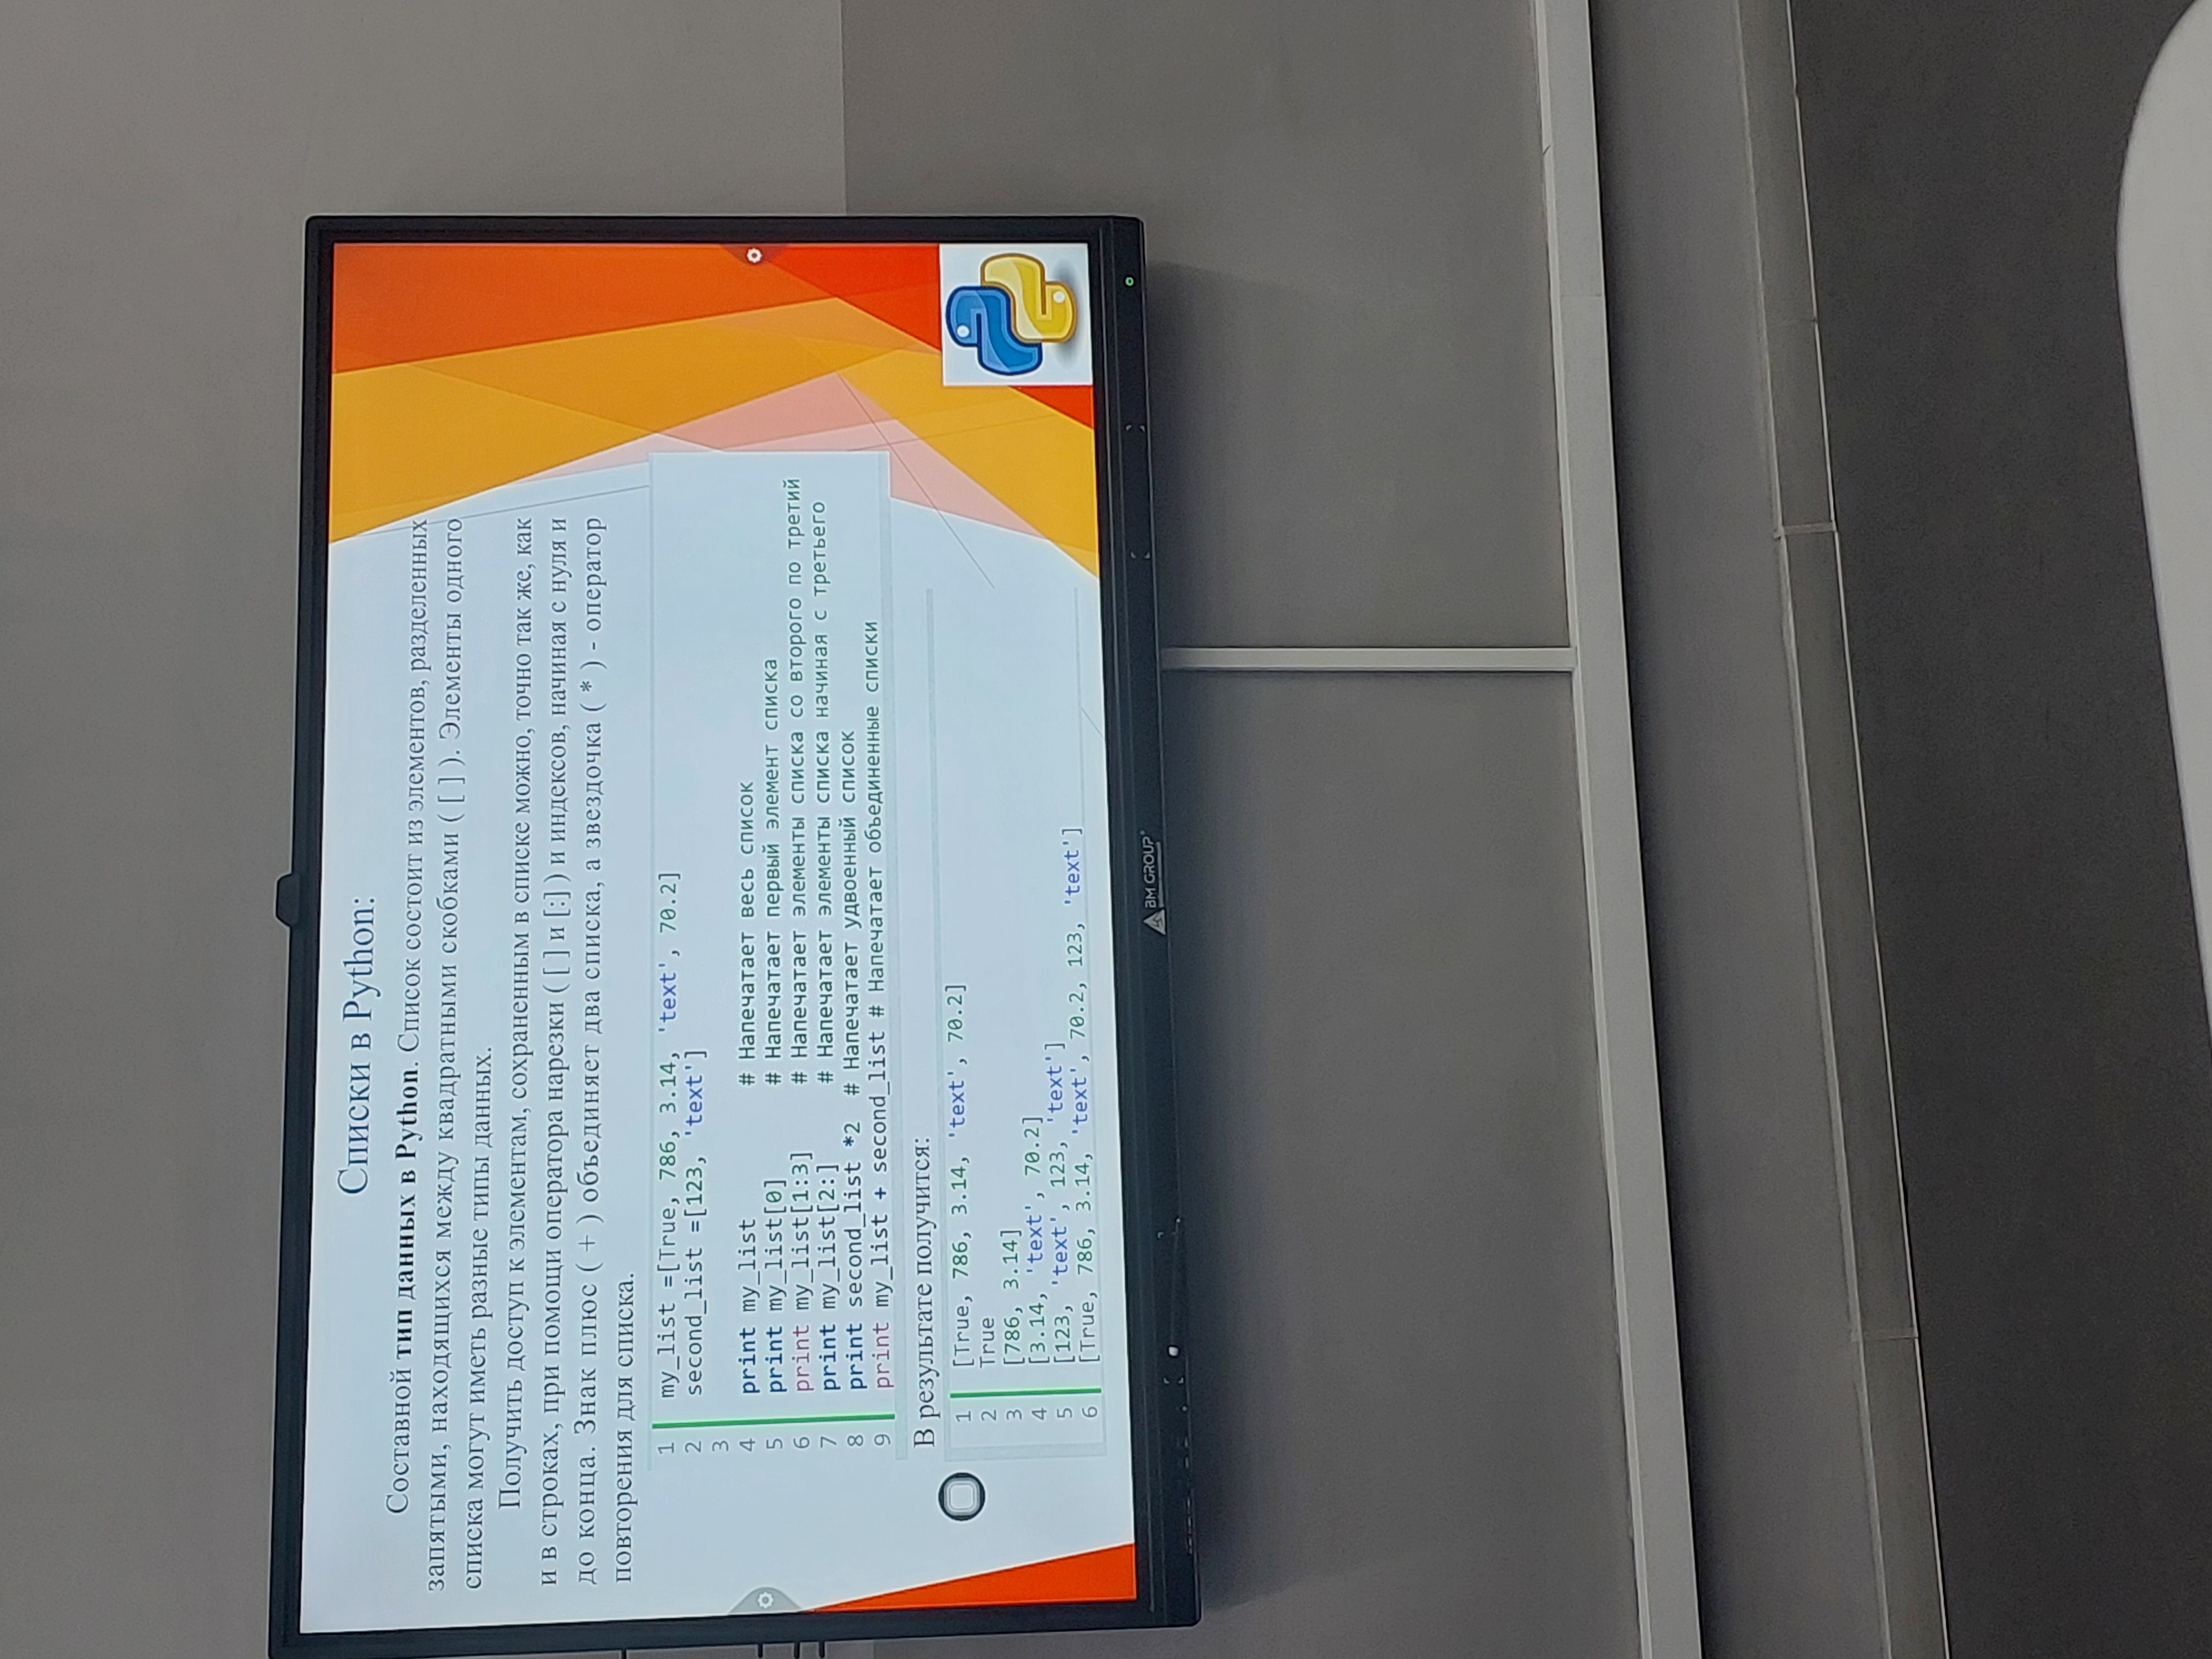 Списки в Python:
Составной тип данных в Python. Список состоит из элементов, разделенных
запятыми, находящихся между квадратными скобками ( [ ] ). Элементы одного
списка могут иметь разные типы данных.
Получить доступ к элементам, сохраненным в списке можно, точно так же, как
и в строках, при помощи оператора нарезки ( [ ] и [:] ) и индексов, начиная с нуля и
до конца. Знак плюс ( + ) объединяет два списка, а звездочка ( * ) - оператор
повторения для списка.
1 my_list =[True, 786, 3.14, 'text', 70.2]
2 second_list =[123, 'text']
3
4 print my_list # Напечатает весь список
5 print my_list[0] # Напечатает первый элемент списка
6 print my_list[1:3] # Напечатает элементы списка со второго по третий
7 print my_list[2:] # Напечатает элементы списка начиная с третьего
8 print second_list *2 # Напечатает удвоенный список
9 print my_list + second_list # Напечатает объединенные списки
В результате получится:
1 [True, 786, 3.14, 'text', 70.2]
2 True
3 [786, 3.14]
4 [3.14, 'text', 70.2]
5 [123, 'text', 123, 'text']
6 [True, 786, 3.14, 'text', 70.2, 123, 'text']
BM GROUP